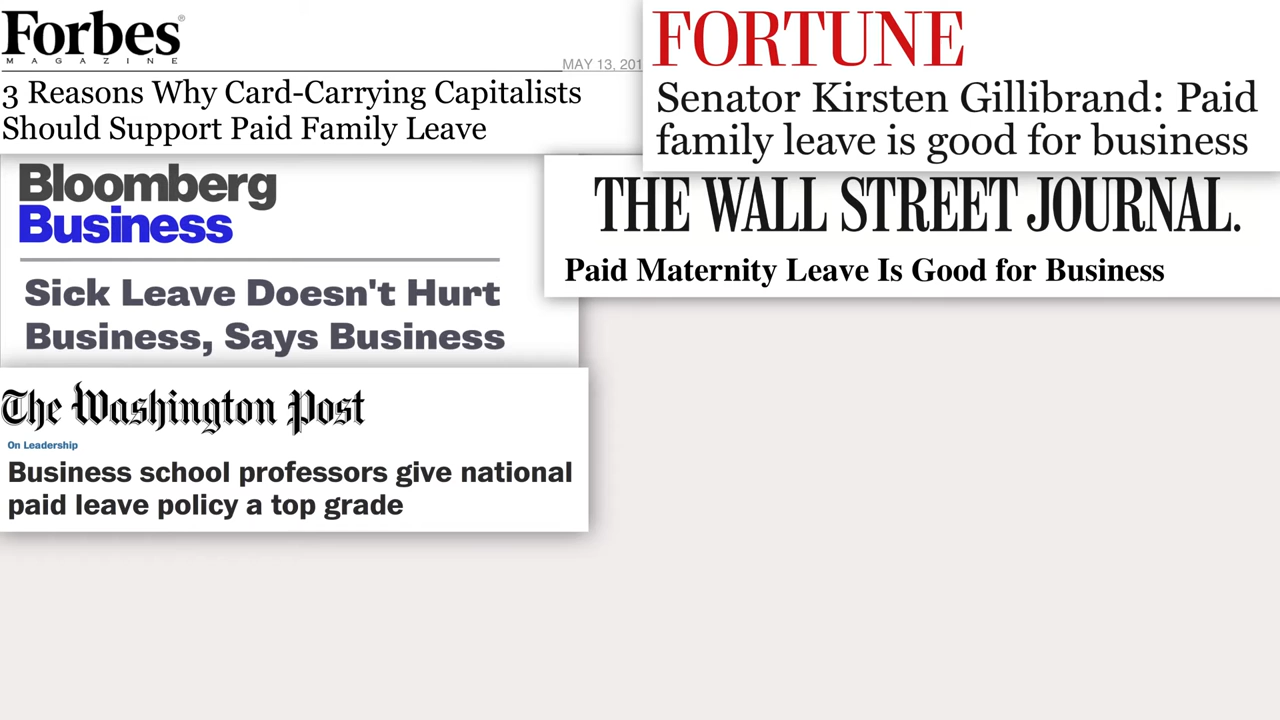 Forbes®
MAGAZINE
MAY 13, 201
3 Reasons Why Card-Carrying Capitalists
Should Support Paid Family Leave
FORTUNE
Senator Kirsten Gillibrand: Paid
family leave is good for business
Bloomberg
Business
Sick Leave Doesn't Hurt
Business, Says Business
THE WALL STREET JOURNAL.
Paid Maternity Leave Is Good for Business
The Washington Post
On Leadership
Business school professors give national
paid leave policy a top grade